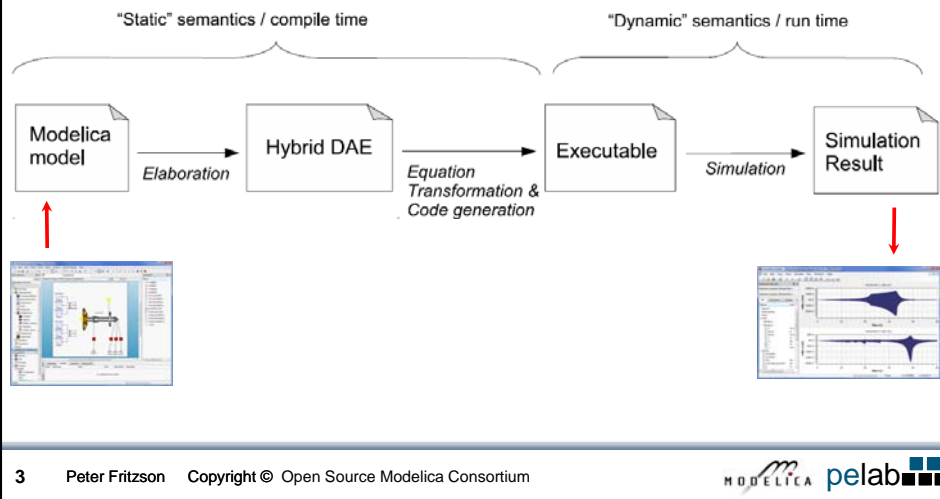 “Static” semantics / compile time
“Dynamic” semantics / run time
Modelica
model
Elaboration
Hybrid DAE
Equation
Transformation &
Code generation
Executable
Simulation
Simulation
Result
3 Peter Fritzson Copyright © Open Source Modelica Consortium
MODELICA
pelab